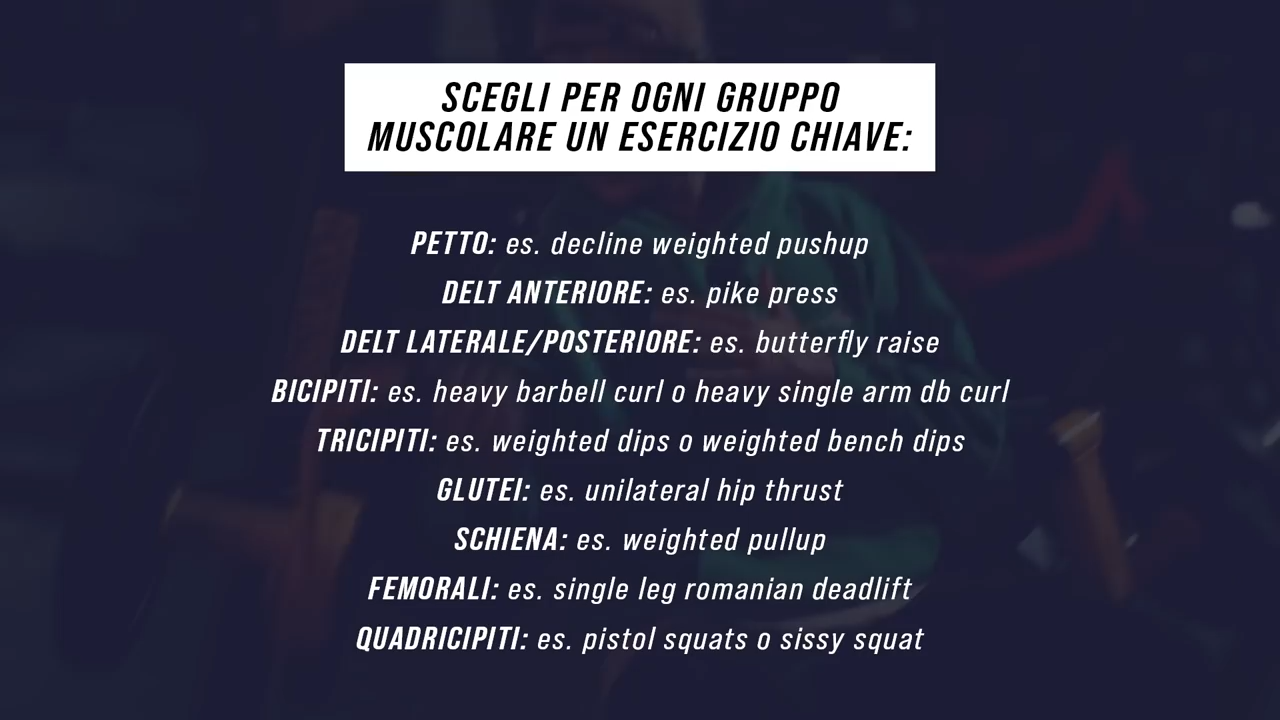 SCEGLI PER OGNI GRUPPO
MUSCOLARE UN ESERCIZIO CHIAVE:
PETTO: es. decline weighted pushup
DELT ANTERIORE: es. pike press
DELT LATERALE/POSTERIORE: es. butterfly raise
BICIPITI: es. heavy barbell curl o heavy single arm db curl
TRICIPITI: es. weighted dips o weighted bench dips
GLUTEI: es. unilateral hip thrust
SCHIENA: es. weighted pullup
FEMORALI: es. single leg romanian deadlift
QUADRICIPITI: es. pistol squats o sissy squat